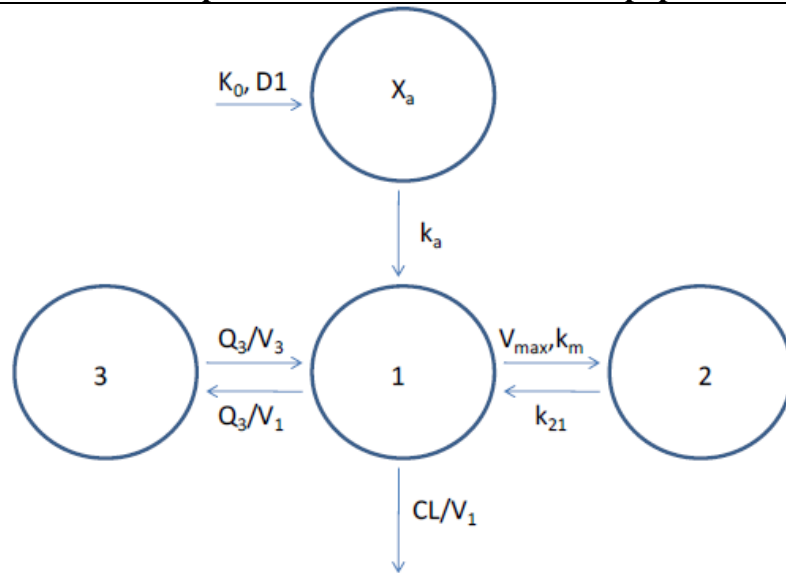 K₀, D1
Xₐ
kₐ
Q₃/V₃
Vₘₐₓ,kₘ
3
1
2
Q₃/V₁
k₂₁
CL/V₁